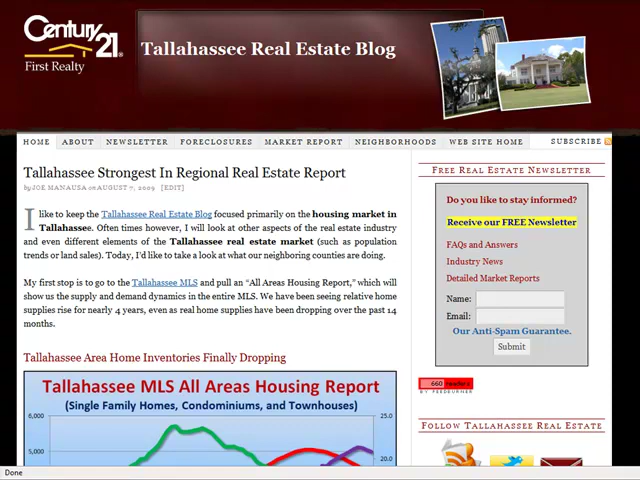 Century 21
First Realty
Tallahassee Real Estate Blog
HOME ABOUT NEWSLETTER FORECLOSURES MARKET REPORT NEIGHBORHOODS WEB SITE HOME SUBSCRIBE
Tallahassee Strongest In Regional Real Estate Report
by JOE MANAUSA on AUGUST 7, 2009 [EDIT]
I like to keep the Tallahassee Real Estate Blog focused primarily on the housing market in
Tallahassee. Often times however, I will look at other aspects of the real estate industry
and even different elements of the Tallahassee real estate market (such as population
trends or land sales). Today, I'd like to take a look at what our neighboring counties are doing.
My first stop is to go to the Tallahassee MLS and pull an "All Areas Housing Report," which will
show us the supply and demand dynamics in the entire MLS. We have been seeing relative home
supplies rise for nearly 4 years, even as real home supplies have been dropping over the past 14
months.
Tallahassee Area Home Inventories Finally Dropping
Tallahassee MLS All Areas Housing Report
(Single Family Homes, Condominiums, and Townhouses)
6,000 25.0
5,000 20.0
FREE REAL ESTATE NEWSLETTER
Do you like to stay informed?
Receive our FREE Newsletter
FAQs and Answers
Industry News
Detailed Market Reports
Name:
Email:
Our Anti-Spam Guarantee.
Submit
660 readers
BY FEEDBURNER
FOLLOW TALLAHASSEE REAL ESTATE
Done